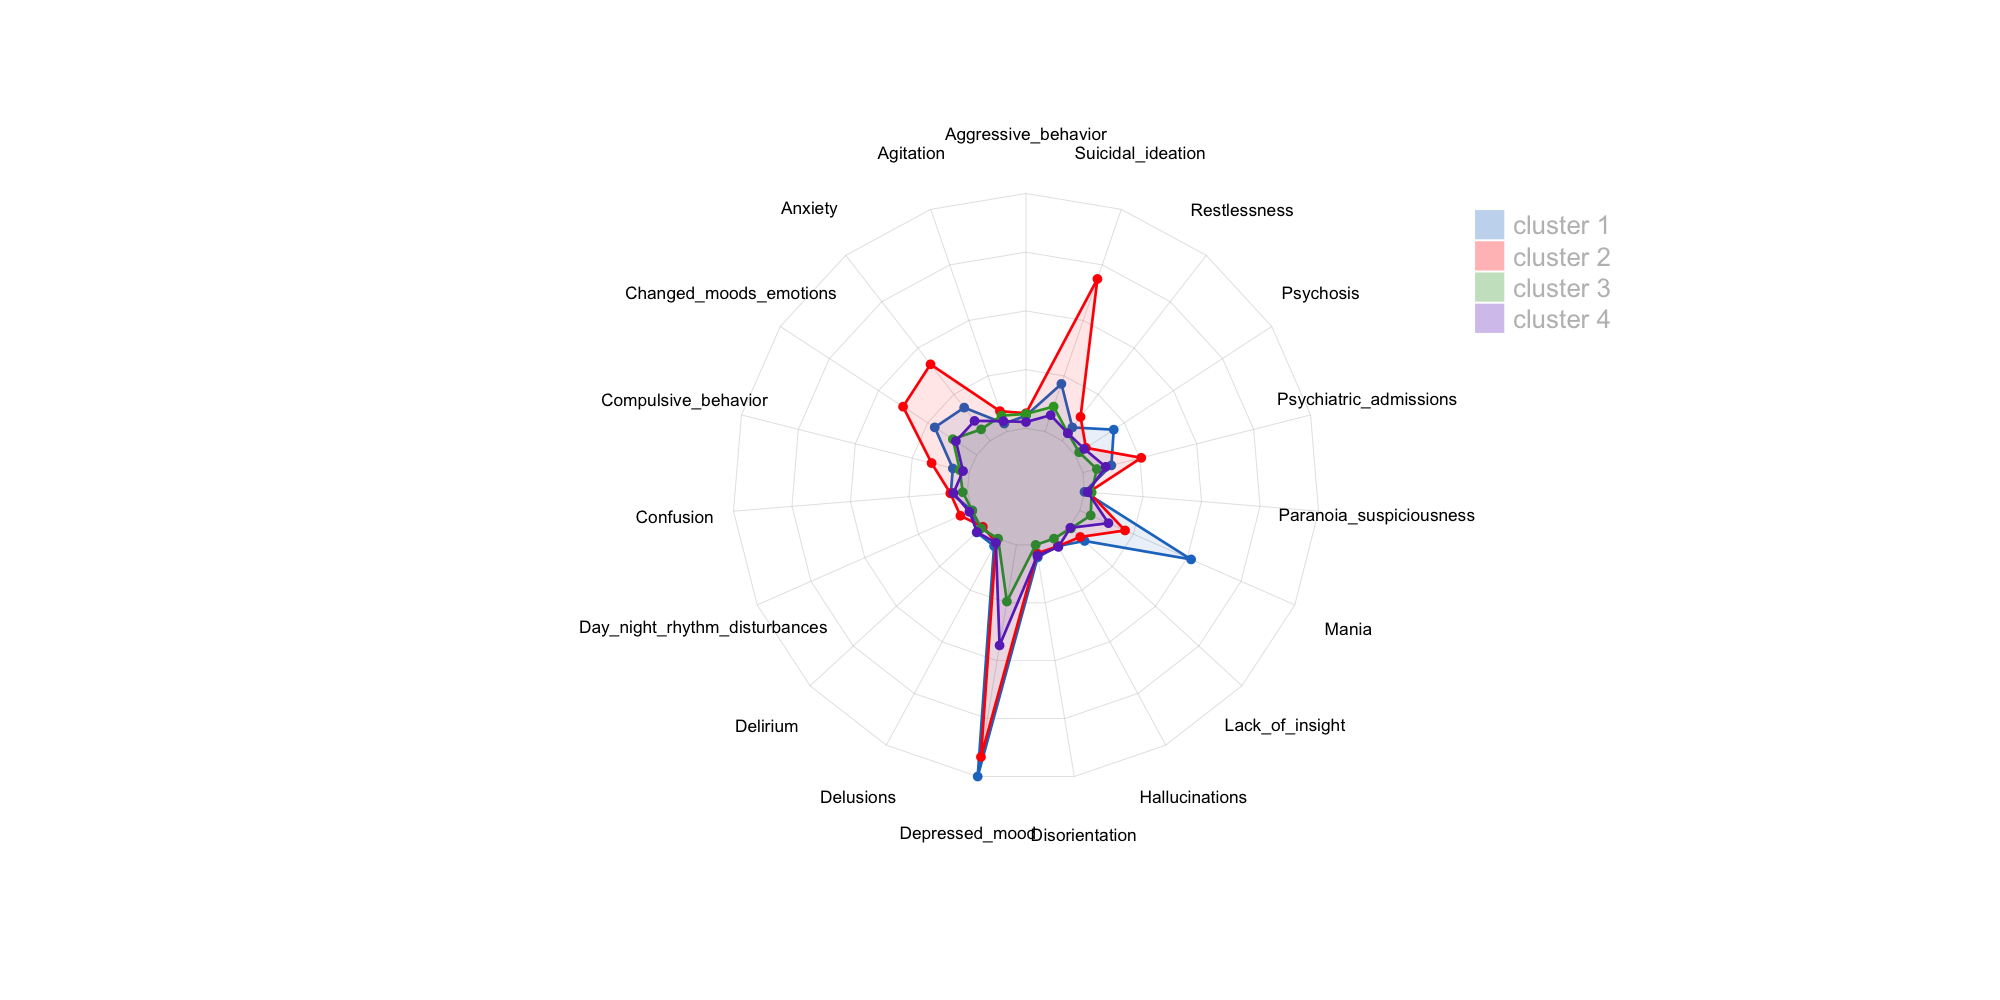 Aggressive_behavior
Agitation
Suicidal_ideation
Anxiety
Restlessness
cluster 1
cluster 2
cluster 3
cluster 4
Changed_moods_emotions
Psychosis
Compulsive_behavior
Psychiatric_admissions
Confusion
Paranoia_suspiciousness
Day_night_rhythm_disturbances
Mania
Delirium
Lack_of_insight
Delusions
Hallucinations
Depressed_mood
Disorientation